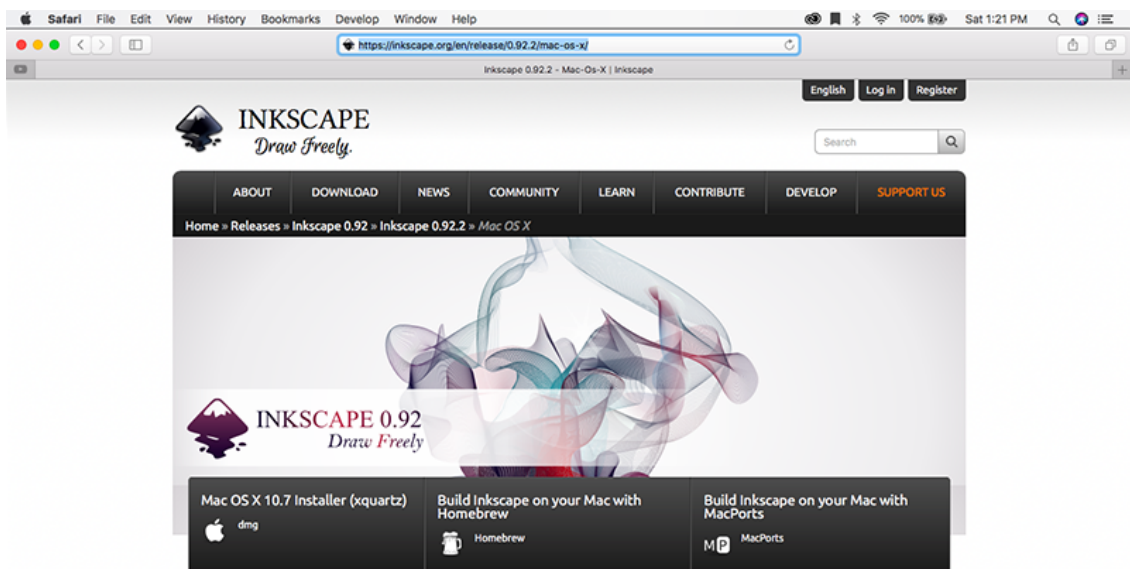 Safari File Edit View History Bookmarks Develop Window Help 100% Sat 1:21 PM
https://inkscape.org/en/release/0.92.2/mac-os-x/
Inkscape 0.92.2 - Mac-Os-X | Inkscape
English Log in Register
INKSCAPE
Draw Freely.
Search
ABOUT DOWNLOAD NEWS COMMUNITY LEARN CONTRIBUTE DEVELOP SUPPORT US
Home » Releases » Inkscape 0.92 » Inkscape 0.92.2 » Mac OS X
INKSCAPE 0.92
Draw Freely
Mac OS X 10.7 Installer (xquartz)
dmg
Build Inkscape on your Mac with
Homebrew
Homebrew
Build Inkscape on your Mac with
MacPorts
MP MacPorts